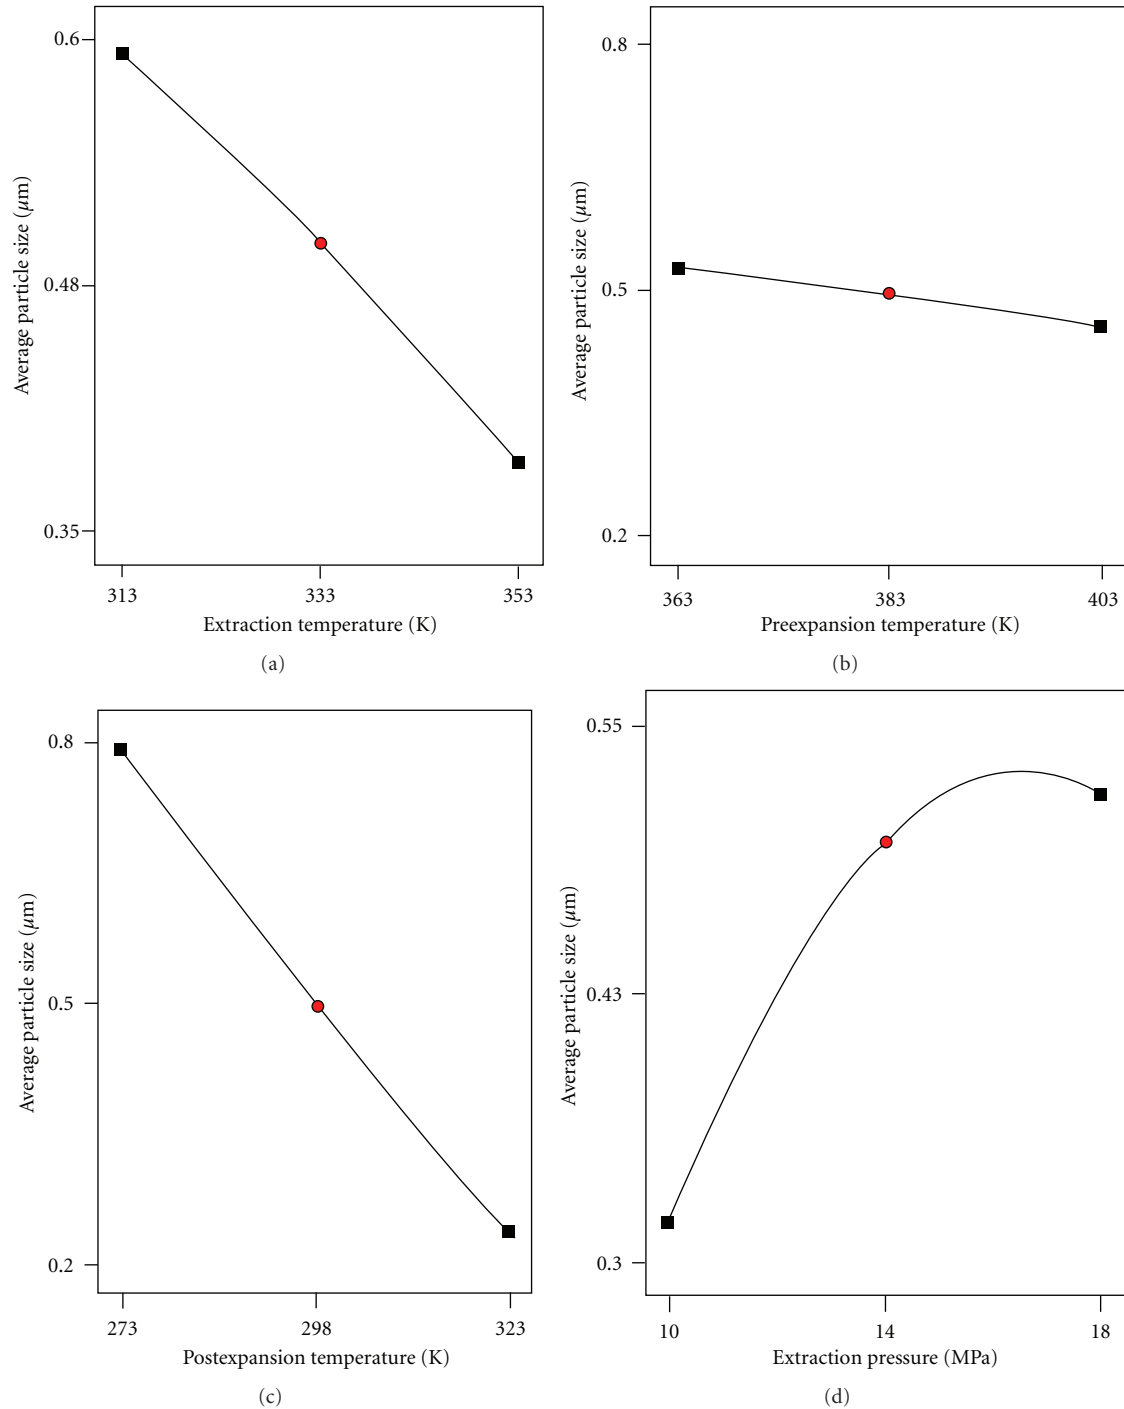 0.6
0.48
0.35
Average particle size (μm)
313
333
353
Extraction temperature (K)
(a)
0.8
0.5
0.2
Average particle size (μm)
363
383
403
Preexpansion temperature (K)
(b)
0.8
0.5
0.2
Average particle size (μm)
273
298
323
Postexpansion temperature (K)
(c)
0.55
0.43
0.3
Average particle size (μm)
10
14
18
Extraction pressure (MPa)
(d)